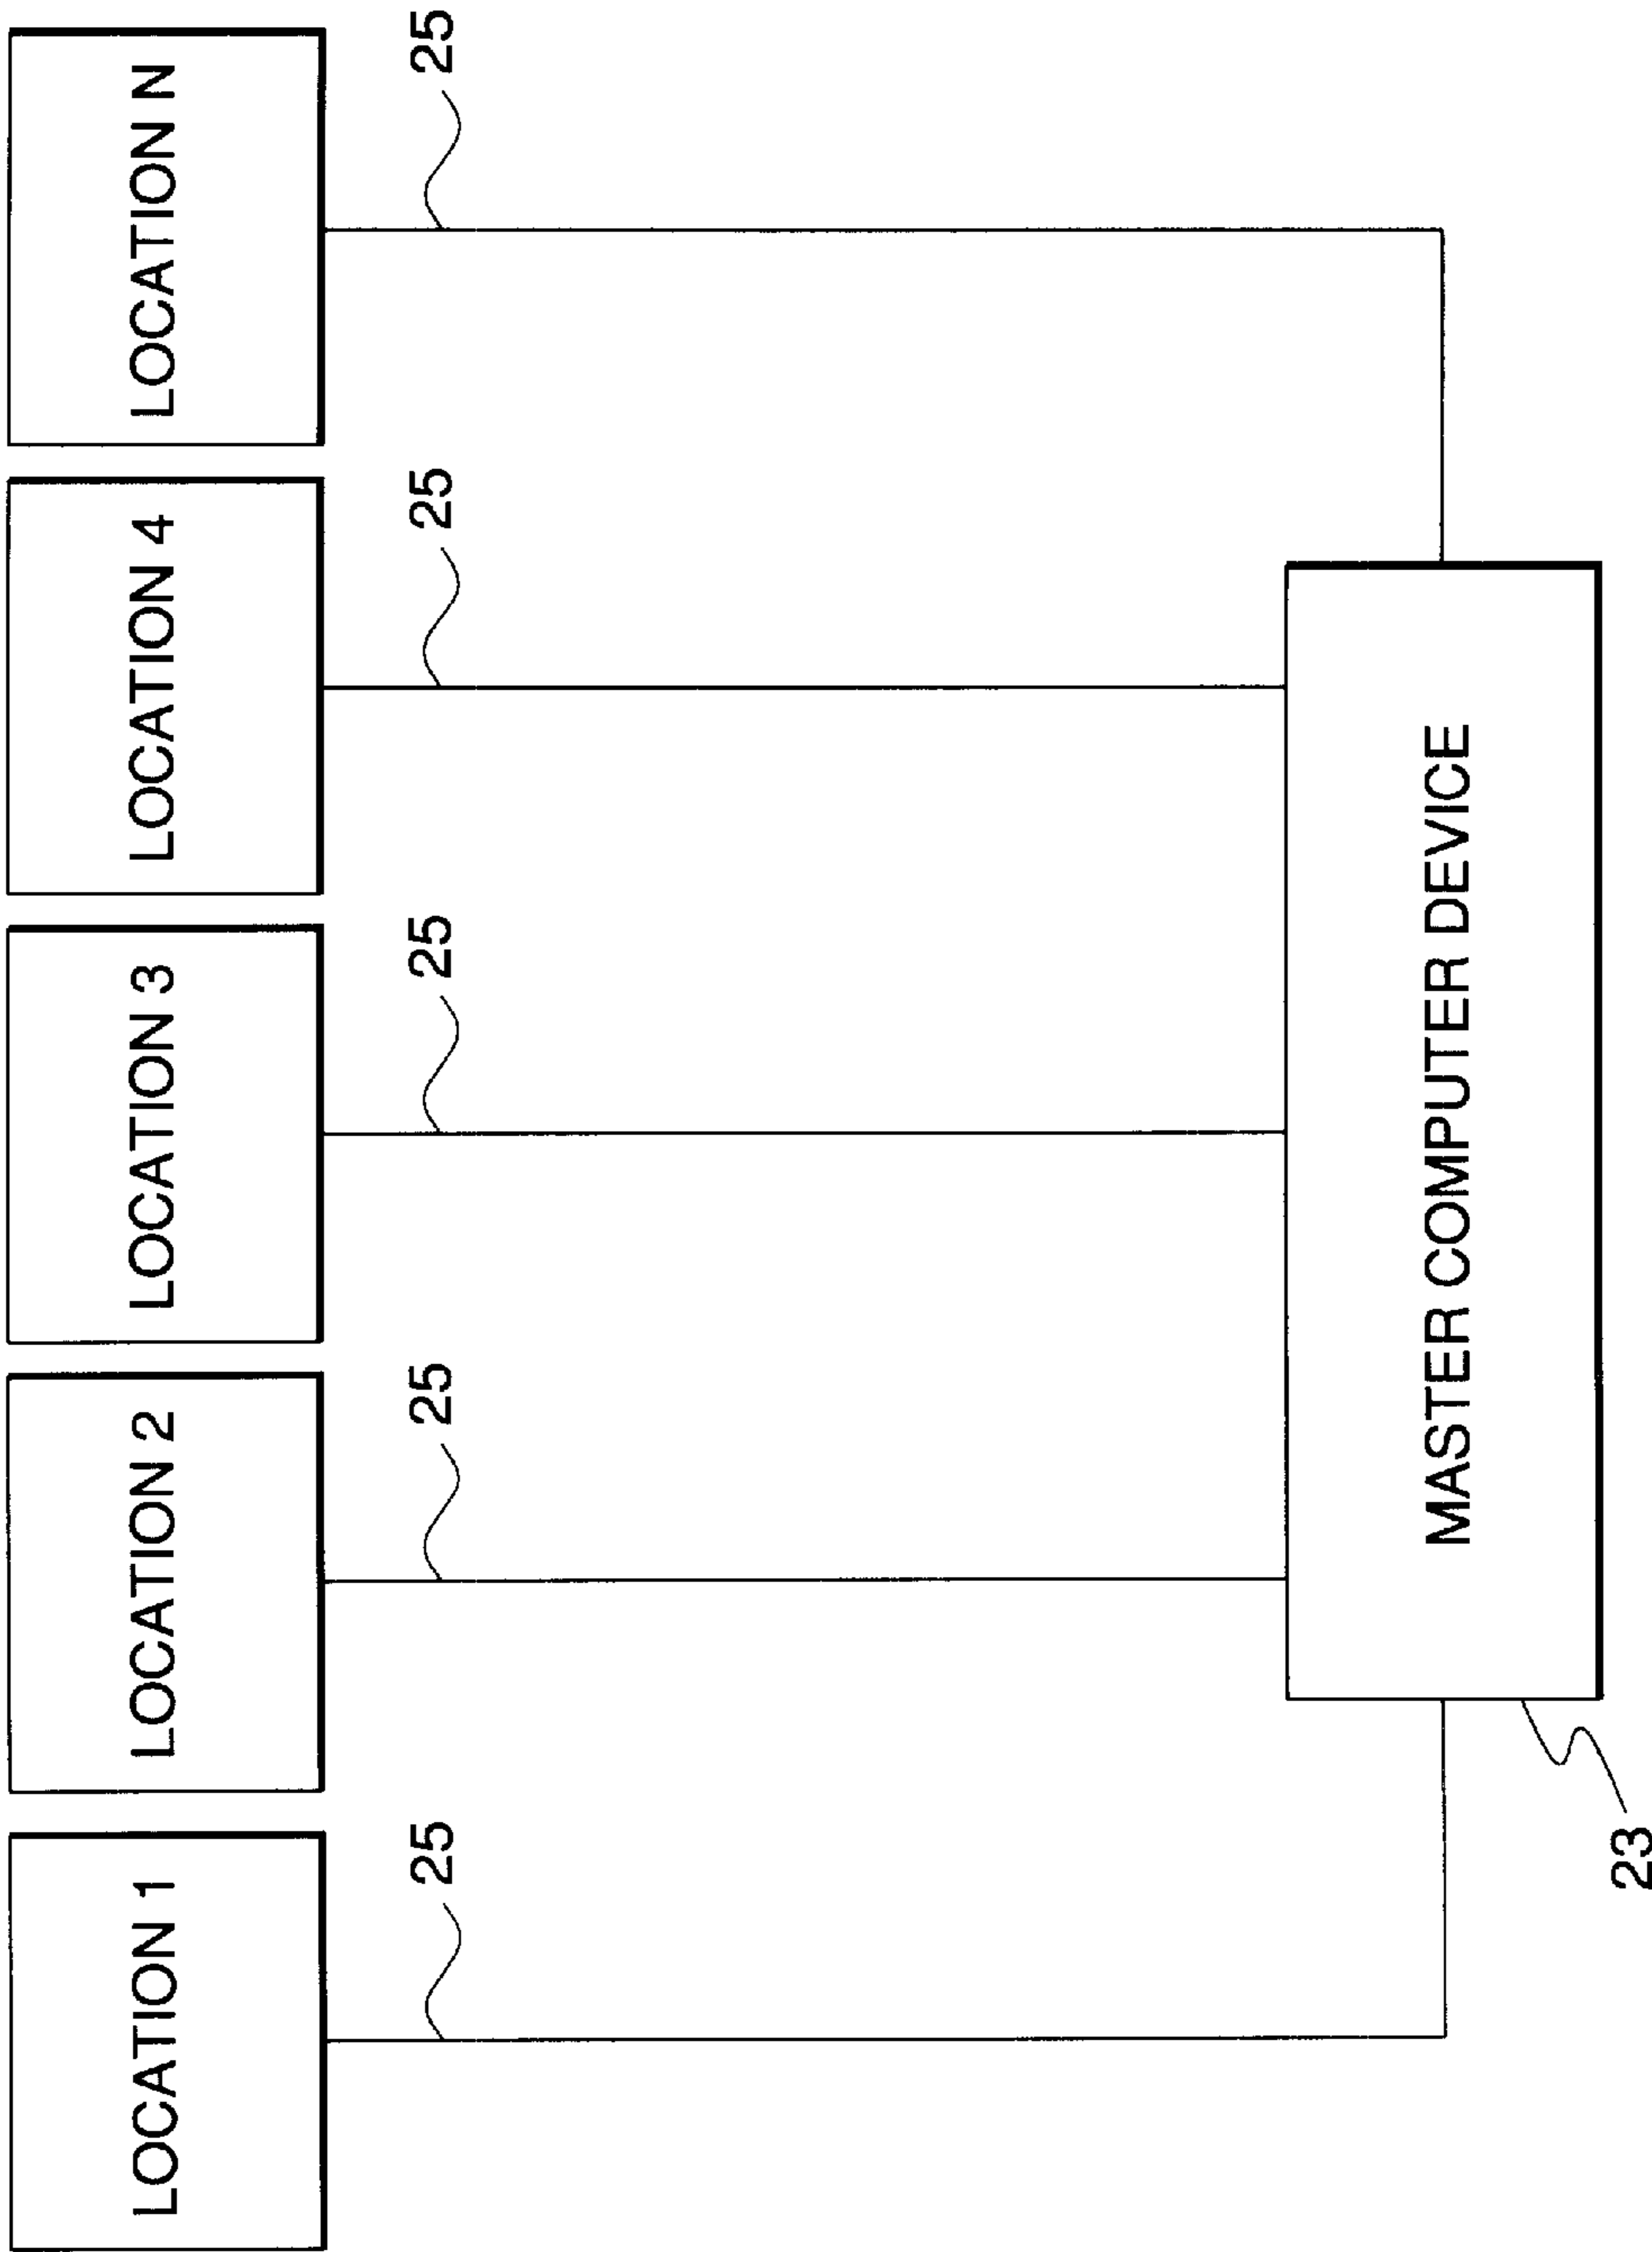 LOCATION 1
LOCATION 2
LOCATION 3
LOCATION 4
LOCATION N
25
25
25
25
25
MASTER COMPUTER DEVICE
23